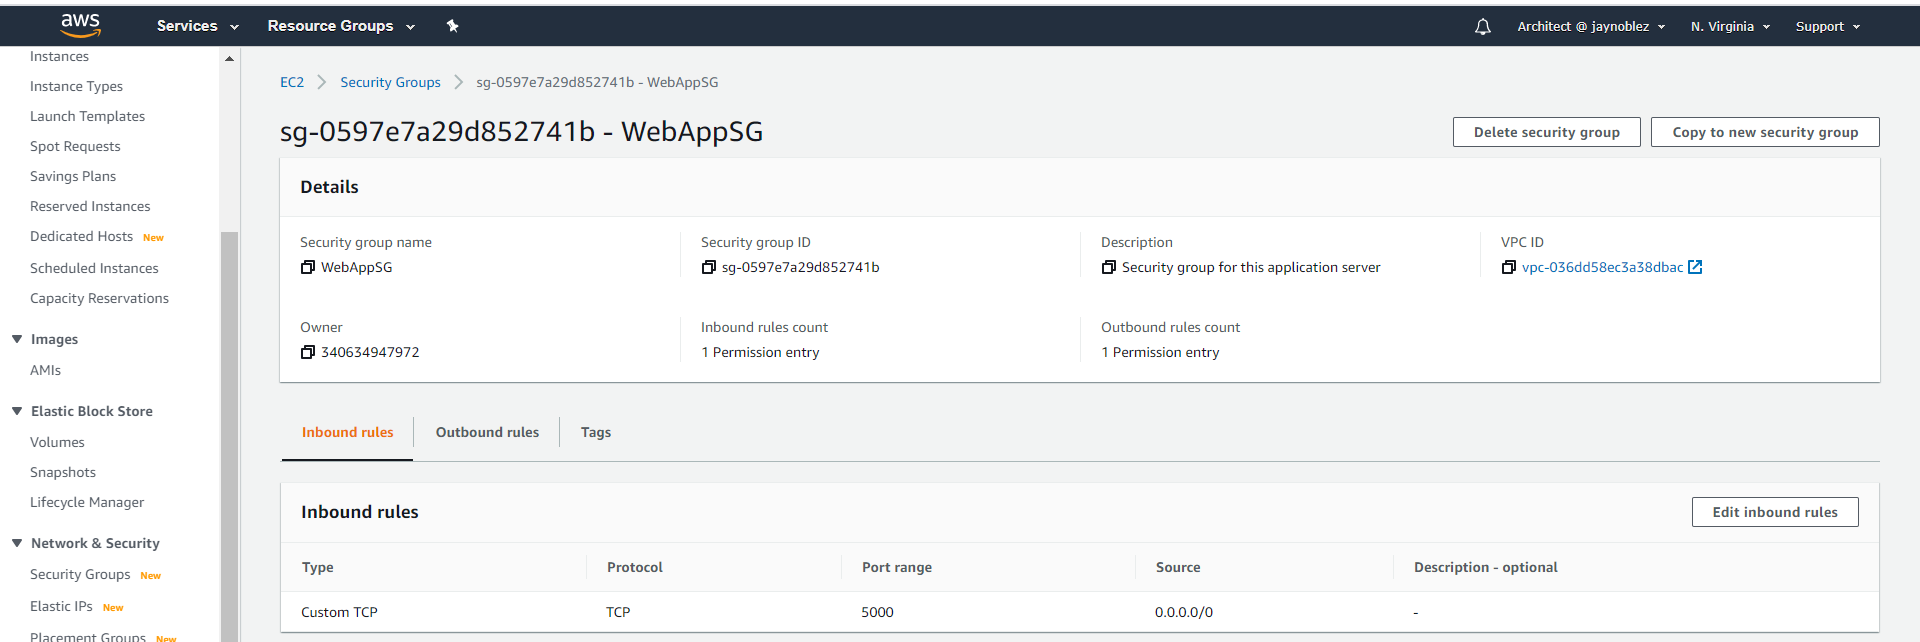 aws Services Resource Groups Architect @ jaynoblez N. Virginia Support
Instances
Instance Types
Launch Templates
Spot Requests
Savings Plans
Reserved Instances
Dedicated Hosts New
Scheduled Instances
Capacity Reservations
Images
AMIs
Elastic Block Store
Volumes
Snapshots
Lifecycle Manager
Network & Security
Security Groups New
Elastic IPs New
Placement Groups New
EC2 Security Groups sg-0597e7a29d852741b - WebAppSG
sg-0597e7a29d852741b - WebAppSG
Delete security group Copy to new security group
Details
Security group name Security group ID Description VPC ID
WebAppSG sg-0597e7a29d852741b Security group for this application server vpc-036dd58ec3a38dbac
Owner Inbound rules count Outbound rules count
340634947972 1 Permission entry 1 Permission entry
Inbound rules Outbound rules Tags
Inbound rules Edit inbound rules
Type Protocol Port range Source Description - optional
Custom TCP TCP 5000 0.0.0.0/0 -